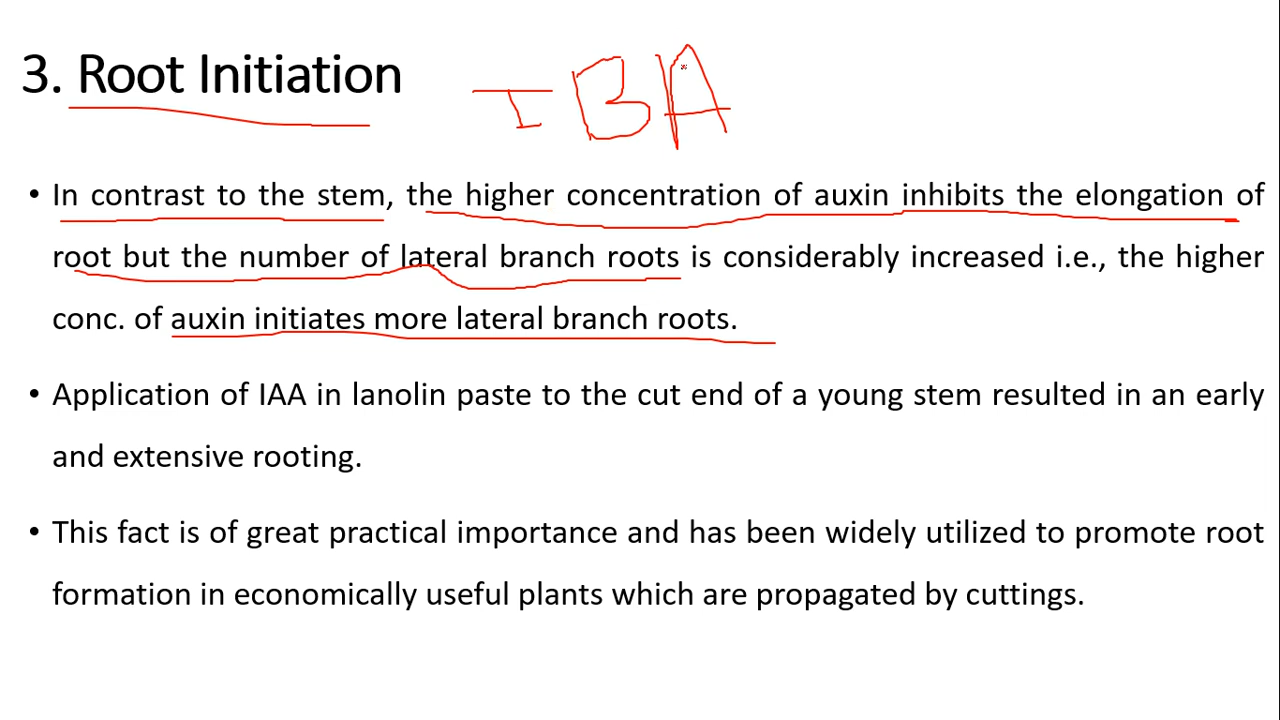 3. Root Initiation IBA
• In contrast to the stem, the higher concentration of auxin inhibits the elongation of
root but the number of lateral branch roots is considerably increased i.e., the higher
conc. of auxin initiates more lateral branch roots.
• Application of IAA in lanolin paste to the cut end of a young stem resulted in an early
and extensive rooting.
• This fact is of great practical importance and has been widely utilized to promote root
formation in economically useful plants which are propagated by cuttings.